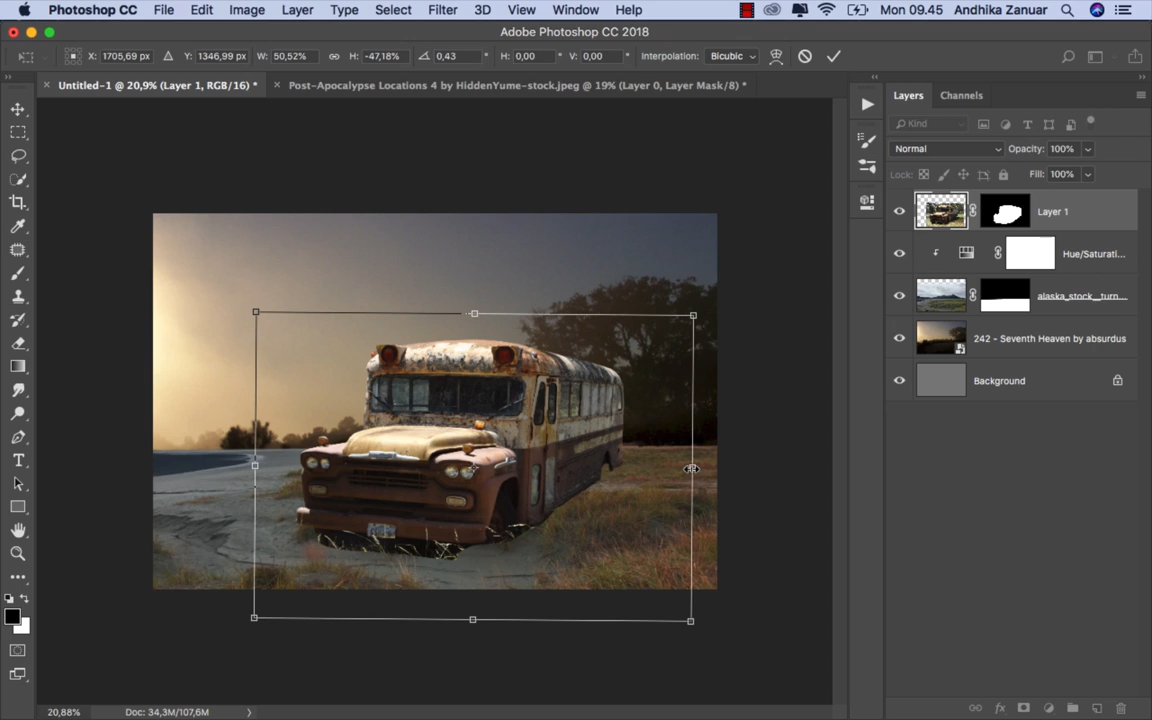 Photoshop CC File Edit Image Layer Type Select Filter 3D View Window Help Mon 09.45 Andhika Zanuar
Adobe Photoshop CC 2018
X: 1705,69 px Y: 1346,99 px W: 50,52% H: -47,18% 0,43 H: 0,00 V: 0,00 Interpolation: Bicubic
Untitled-1 @ 20,9% (Layer 1, RGB/16) * Post-Apocalypse Locations 4 by HiddenYume-stock.jpeg @ 19% (Layer 0, Layer Mask/8) *
Layers Channels
Kind
Normal Opacity: 100%
Lock: Fill: 100%
Layer 1
Hue/Saturati...
alaska_stock__turn...
242 - Seventh Heaven by absurdus
Background
20,88% Doc: 34,3M/107,6M